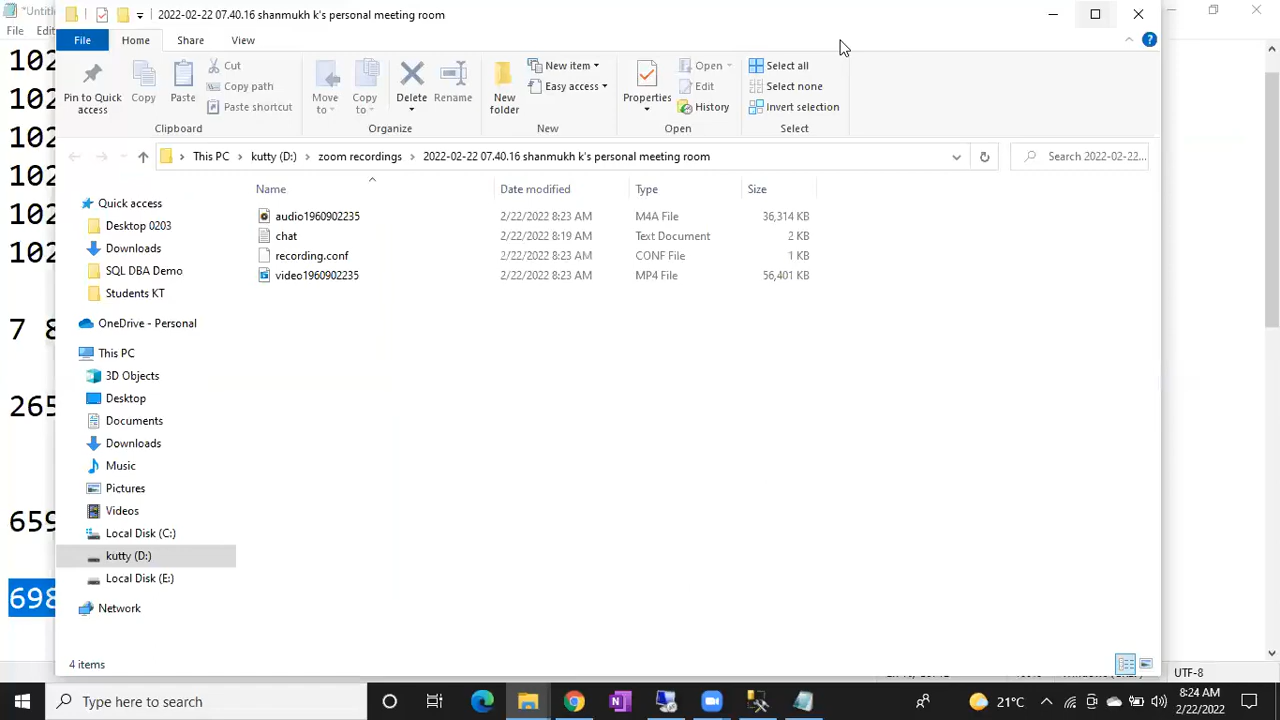 *Untitl
2022-02-22 07.40.16 shanmukh k's personal meeting room
File Edi
File Home Share View
Pin to Quick access
Copy
Paste
Cut
Copy path
Paste shortcut
Clipboard
Move to
Copy to
Delete
Rename
Organize
New folder
New item
Easy access
New
Properties
Open
Edit
History
Open
Select all
Select none
Invert selection
Select
This PC > kutty (D:) > zoom recordings > 2022-02-22 07.40.16 shanmukh k's personal meeting room
Search 2022-02-22...
Name Date modified Type Size
audio1960902235 2/22/2022 8:23 AM M4A File 36,314 KB
chat 2/22/2022 8:19 AM Text Document 2 KB
recording.conf 2/22/2022 8:23 AM CONF File 1 KB
video1960902235 2/22/2022 8:23 AM MP4 File 56,401 KB
Quick access
Desktop 0203
Downloads
SQL DBA Demo
Students KT
OneDrive - Personal
This PC
3D Objects
Desktop
Documents
Downloads
Music
Pictures
Videos
Local Disk (C:)
kutty (D:)
Local Disk (E:)
Network
4 items
102
102
102
102
102
102
7 8
265
659
698
UTF-8
Type here to search
21°C
8:24 AM
2/22/2022